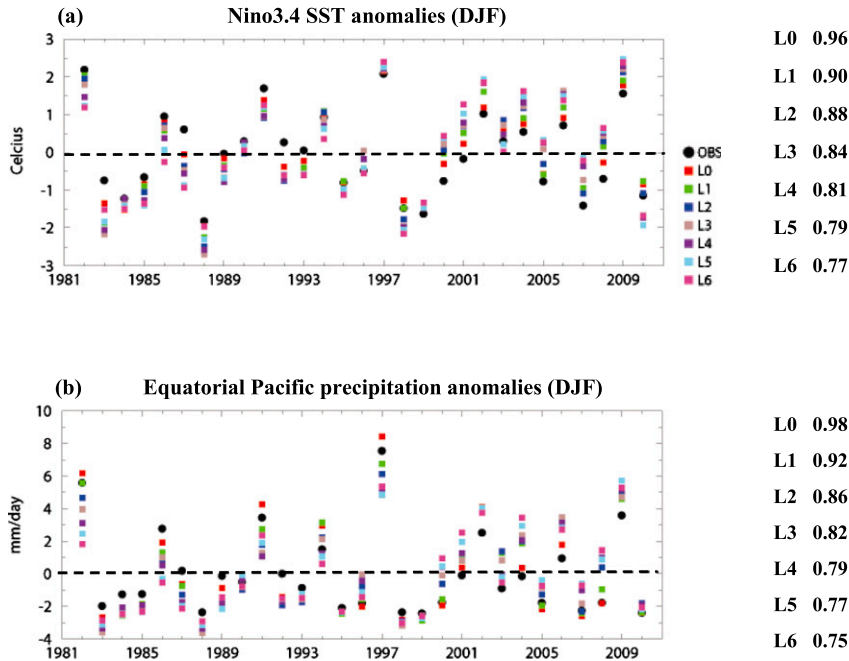 (a) Nino3.4 SST anomalies (DJF)
Celcius
3
2
1
0
-1
-2
-3
1981 1985 1989 1993 1997 2001 2005 2009
OBS
L0
L1
L2
L3
L4
L5
L6
L0 0.96
L1 0.90
L2 0.88
L3 0.84
L4 0.81
L5 0.79
L6 0.77
(b) Equatorial Pacific precipitation anomalies (DJF)
mm/day
10
8
6
4
2
0
-2
-4
1981 1985 1989 1993 1997 2001 2005 2009
L0 0.98
L1 0.92
L2 0.86
L3 0.82
L4 0.79
L5 0.77
L6 0.75